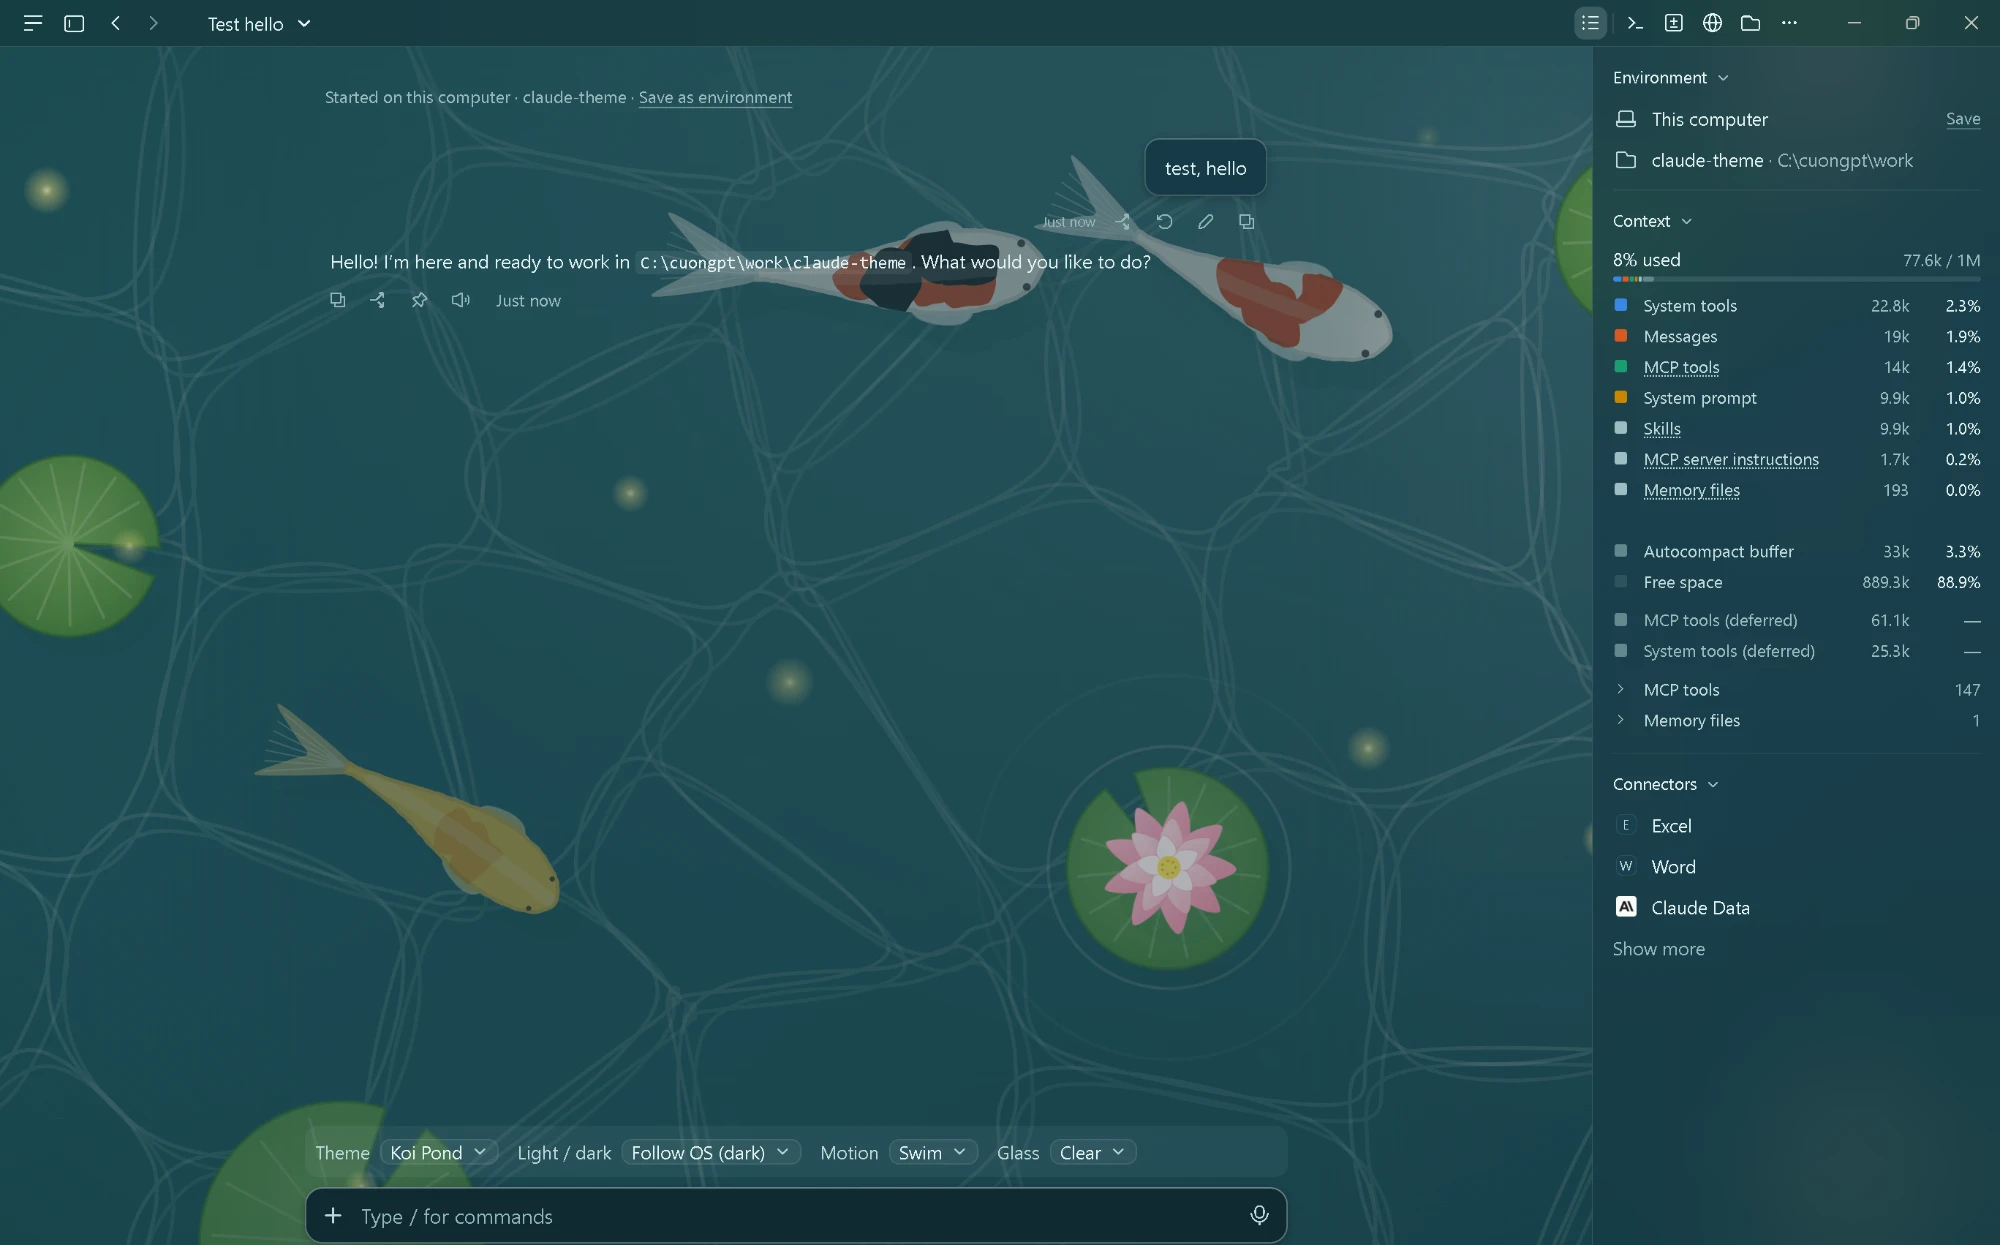 Test hello
Started on this computer · claude-theme · Save as environment
test, hello
Just now
Hello! I'm here and ready to work in C:\cuongpt\work\claude-theme. What would you like to do?
Just now
Theme Koi Pond Light / dark Follow OS (dark) Motion Swim Glass Clear
+ Type / for commands
Environment
This computer Save
claude-theme · C:\cuongpt\work
Context
8% used 77.6k / 1M
System tools 22.8k 2.3%
Messages 19k 1.9%
MCP tools 14k 1.4%
System prompt 9.9k 1.0%
Skills 9.9k 1.0%
MCP server instructions 1.7k 0.2%
Memory files 193 0.0%
Autocompact buffer 33k 3.3%
Free space 889.3k 88.9%
MCP tools (deferred) 61.1k —
System tools (deferred) 25.3k —
MCP tools 147
Memory files 1
Connectors
E Excel
W Word
A\ Claude Data
Show more